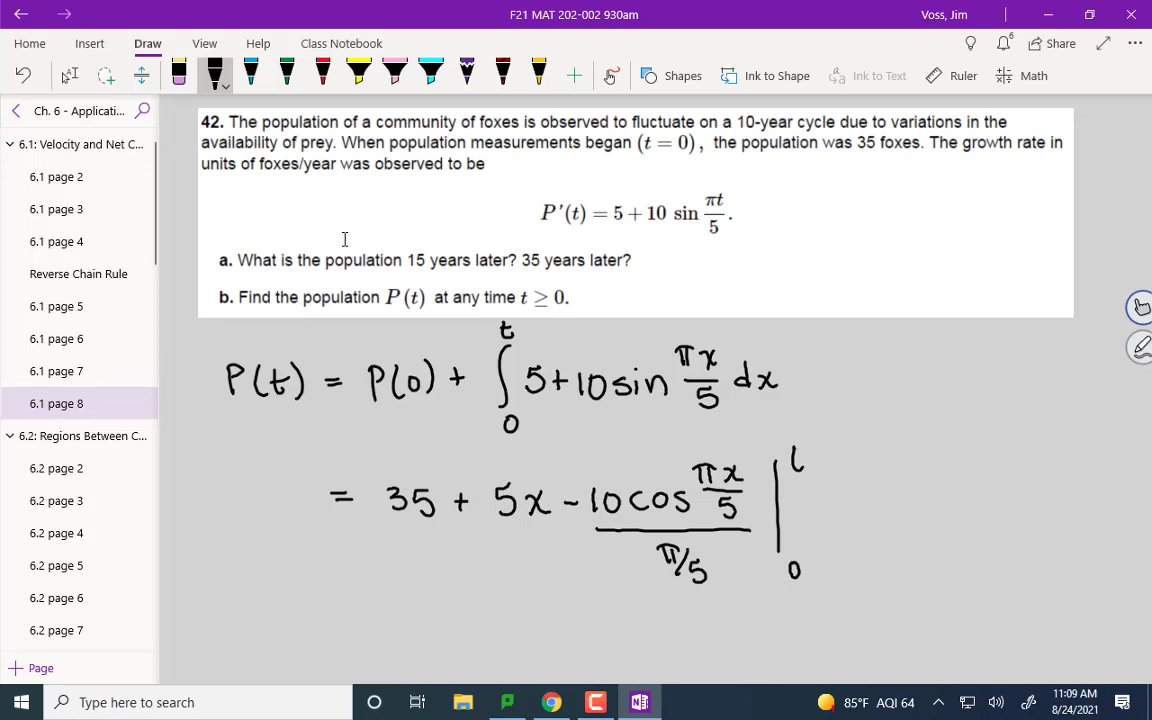 F21 MAT 202-002 930am
Voss, Jim
Home Insert Draw View Help Class Notebook
Share
Shapes Ink to Shape Ink to Text Ruler Math
Ch. 6 - Applicati...
6.1: Velocity and Net C...
6.1 page 2
6.1 page 3
6.1 page 4
Reverse Chain Rule
6.1 page 5
6.1 page 6
6.1 page 7
6.1 page 8
6.2: Regions Between C...
6.2 page 2
6.2 page 3
6.2 page 4
6.2 page 5
6.2 page 6
6.2 page 7
Page
42. The population of a community of foxes is observed to fluctuate on a 10-year cycle due to variations in the
availability of prey. When population measurements began (t = 0), the population was 35 foxes. The growth rate in
units of foxes/year was observed to be
P'(t) = 5 + 10 sin πt/5.
a. What is the population 15 years later? 35 years later?
b. Find the population P(t) at any time t ≥ 0.
P(t) = P(0) + ∫₀ᵗ 5+10sin πx/5 dx
= 35 + 5x - 10cos πx/5 / π/5 | 0
Type here to search
85°F AQI 64
11:09 AM
8/24/2021